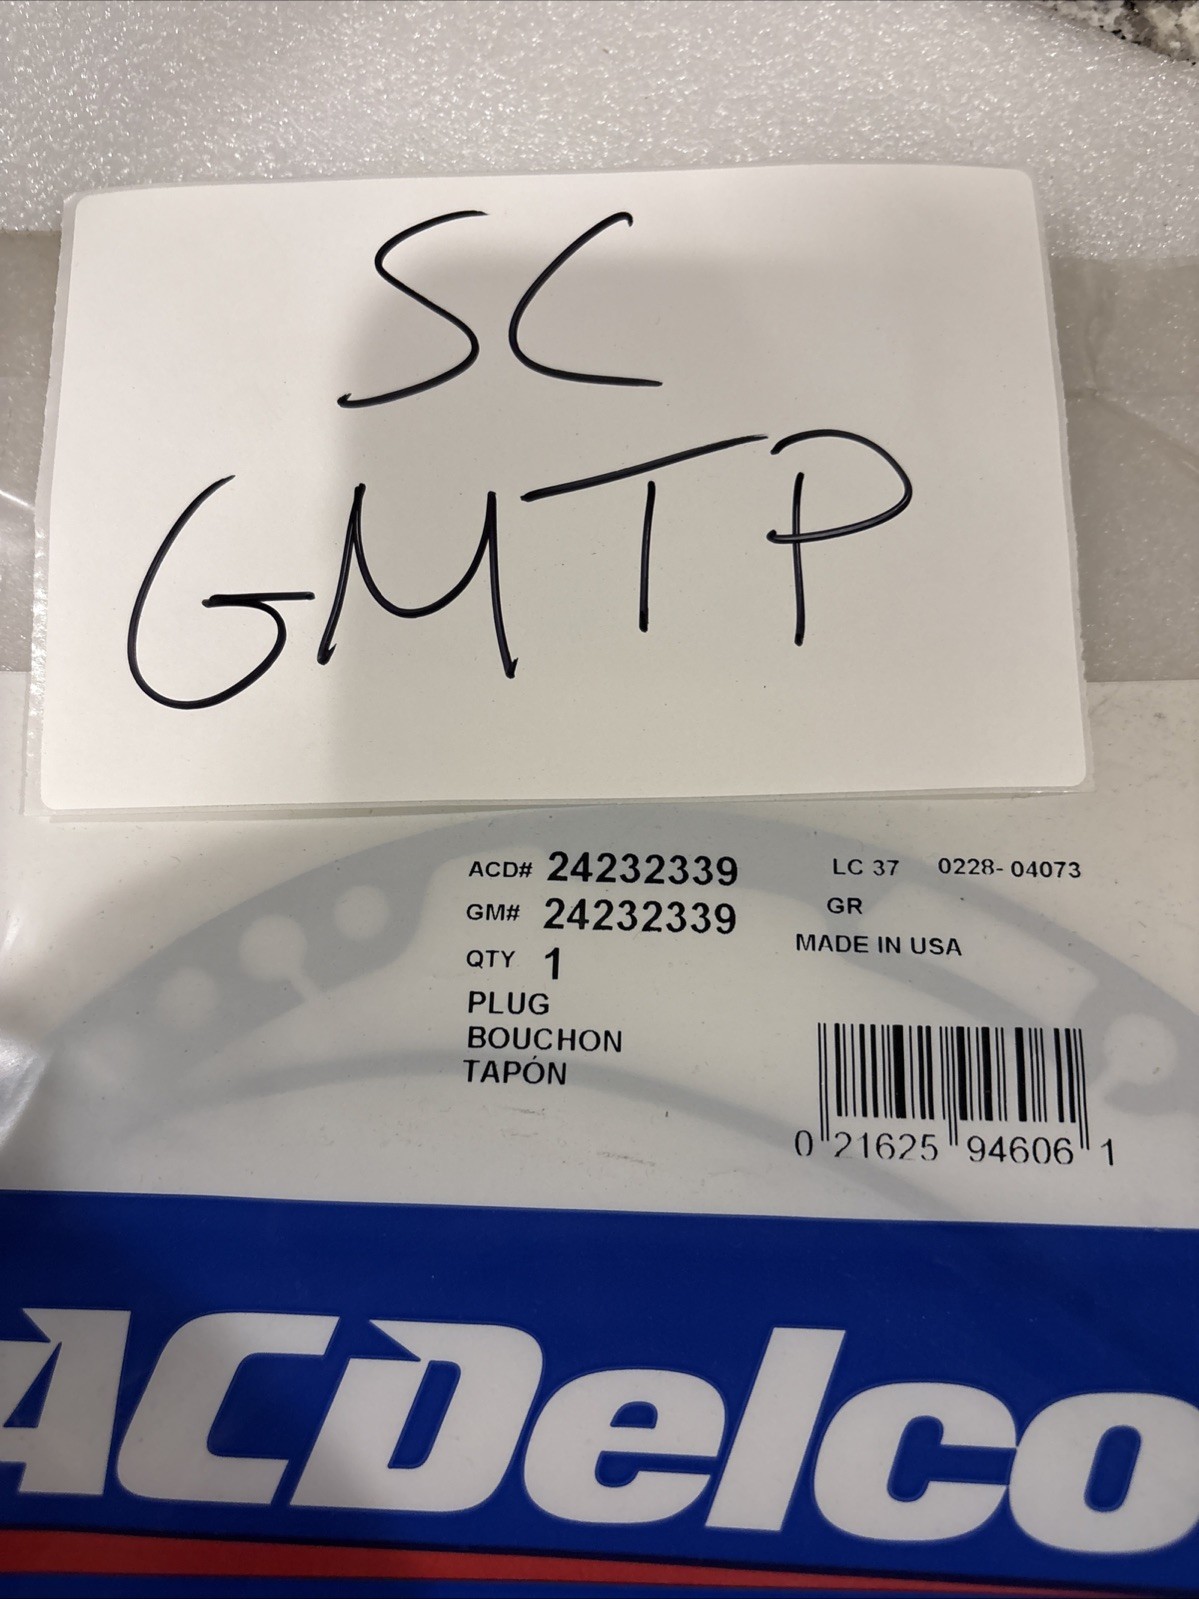 SC
GMTP
ACD# 24232339
GM# 24232339
QTY 1
PLUG
BOUCHON
TAPÓN
LC 37 0228-04073
GR
MADE IN USA
0 21625 94606 1
ACDelco